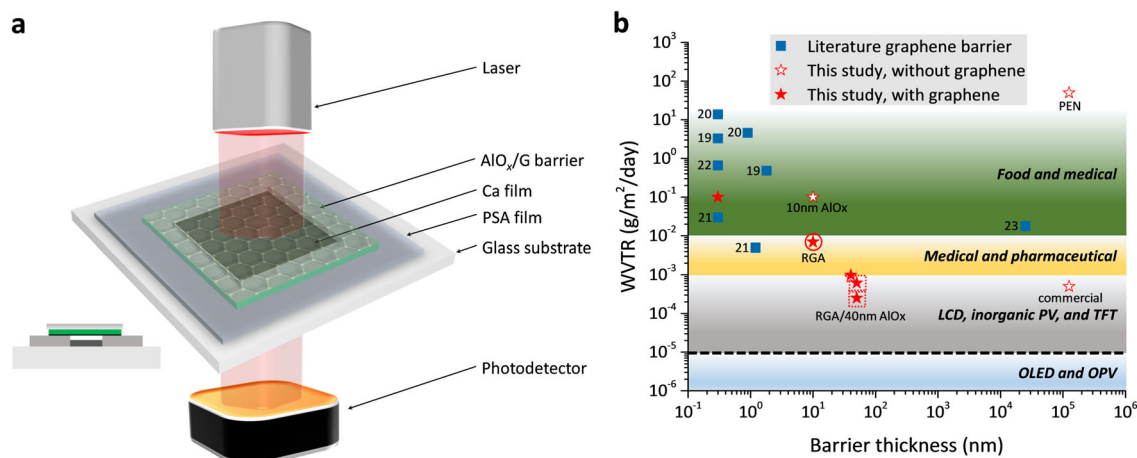 a
Laser
AlOₓ/G barrier
Ca film
PSA film
Glass substrate
Photodetector
b
WVTR (g/m²/day)
10³
10²
10¹
10⁰
10⁻¹
10⁻²
10⁻³
10⁻⁴
10⁻⁵
10⁻⁶
Literature graphene barrier
This study, without graphene
This study, with graphene
PEN
20
20
19
19
22
21
10nm AlOx
23
Food and medical
21
RGA
Medical and pharmaceutical
RGA/40nm AlOx
commercial
LCD, inorganic PV, and TFT
OLED and OPV
10⁻¹ 10⁰ 10¹ 10² 10³ 10⁴ 10⁵ 10⁶
Barrier thickness (nm)